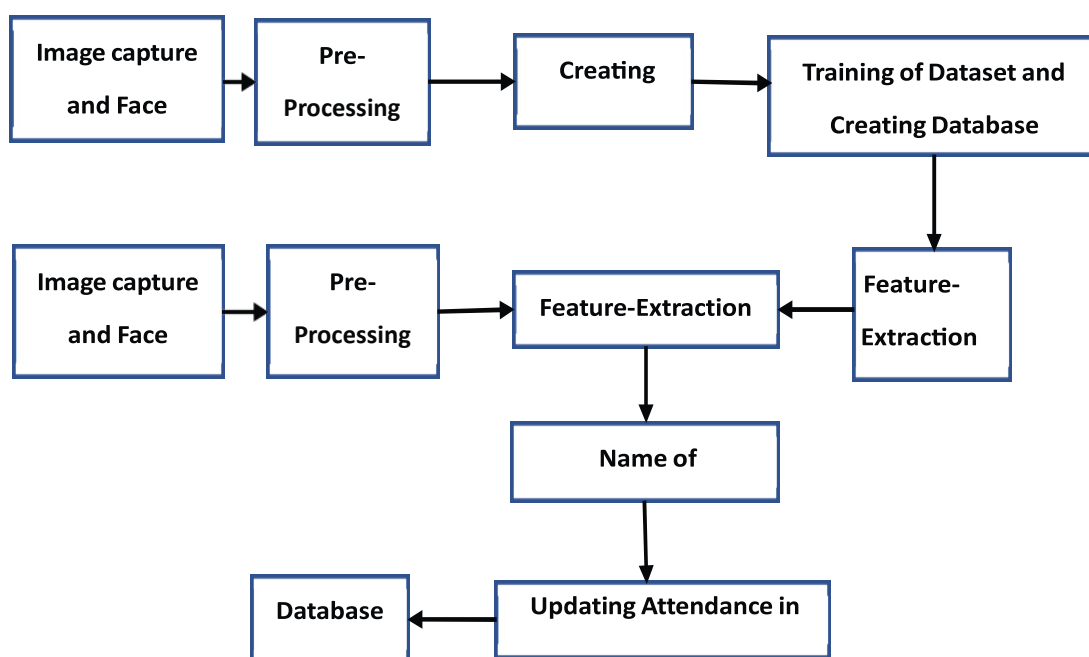 Image capture
and Face
Pre-
Processing
Creating
Training of Dataset and
Creating Database
Image capture
and Face
Pre-
Processing
Feature-Extraction
Feature-
Extraction
Name of
Database
Updating Attendance in